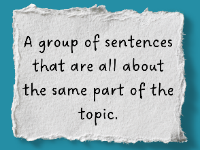 A group of sentences
that are all about
the same part of the
topic.